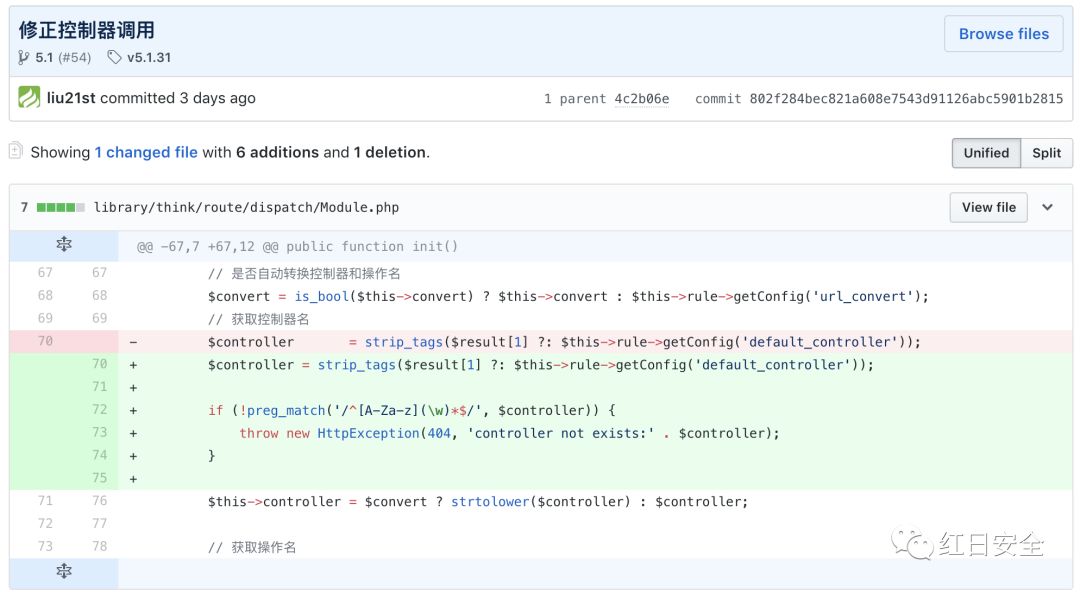 修正控制器调用
Browse files
5.1 (#54) v5.1.31
liu21st committed 3 days ago
1 parent 4c2b06e commit 802f284bec821a608e7543d91126abc5901b2815
Showing 1 changed file with 6 additions and 1 deletion.
Unified Split
7 library/think/route/dispatch/Module.php
View file
@@ -67,7 +67,12 @@ public function init()
67 67 // 是否自动转换控制器和操作名
68 68 $convert = is_bool($this->convert) ? $this->convert : $this->rule->getConfig('url_convert');
69 69 // 获取控制器名
70 - $controller = strip_tags($result[1] ?: $this->rule->getConfig('default_controller'));
70 + $controller = strip_tags($result[1] ?: $this->rule->getConfig('default_controller'));
71 +
72 + if (!preg_match('/^[A-Za-z](\w)*$/', $controller)) {
73 + throw new HttpException(404, 'controller not exists:' . $controller);
74 + }
75 +
71 76 $this->controller = $convert ? strtolower($controller) : $controller;
72 77
73 78 // 获取操作名
红日安全